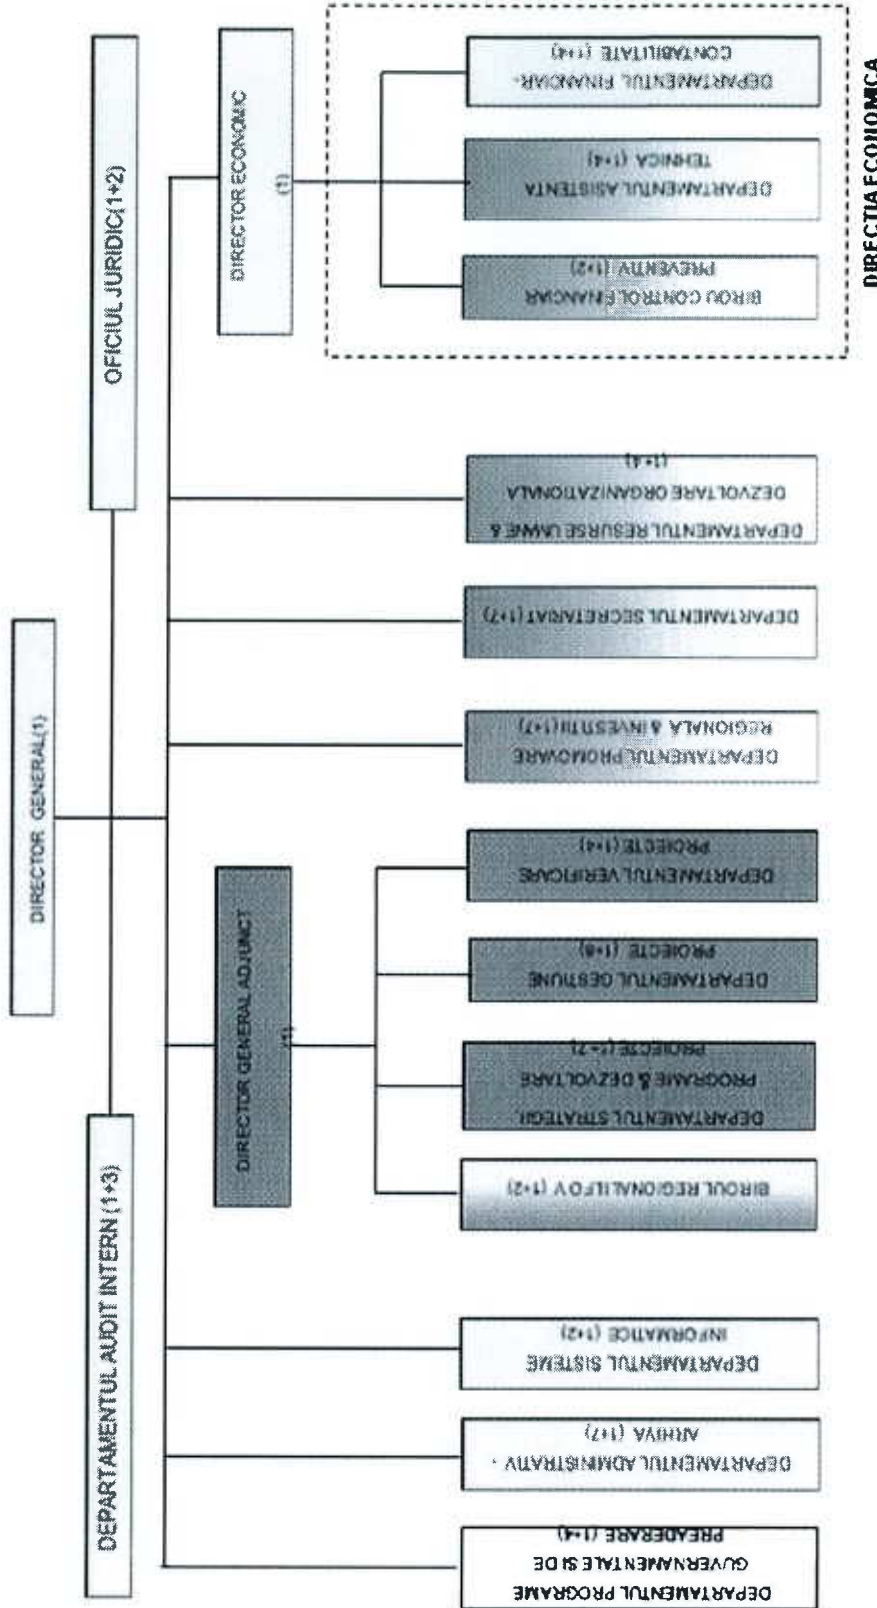 DIRECTOR GENERAL(1)
DEPARTAMENTUL AUDIT INTERN (1+3)
OFICIUL JURIDIC(1+2)
DIRECTOR GENERAL ADJUNCT
(1)
DIRECTOR ECONOMIC
(1)
DEPARTAMENTUL PROGRAME
GUVERNAMENTALE SI DE
PREADERARE (1+4)
DEPARTAMENTUL ADMINISTRATIV -
ARHIVA (1+7)
DEPARTAMENTUL SISTEME
INFORMATICE (1+2)
BIROUL REGIONAL ILFOV (1+2)
DEPARTAMENTUL STRATEGII
PROGRAME & DEZVOLTARE
PROIECTE (1+7)
DEPARTAMENTUL GESTIUNE
PROIECTE (1+8)
DEPARTAMENTUL VERIFICARE
PROIECTE (1+4)
DEPARTAMENTUL PROMOVARE
REGIONALA & INVESTITII (1+7)
DEPARTAMENTUL SECRETARIAT (1+7)
DEPARTAMENTUL RESURSE UMANE &
DEZVOLTARE ORGANIZATIONALA
(1+4)
BIROU CONTROL FINANCIAR
PREVENTIV (1+2)
DEPARTAMENTUL ASISTENTA
TEHNICA (1+4)
DEPARTAMENTUL FINANCIAR-
CONTABILITATE (1+4)
DIRECTIA ECONOMICA